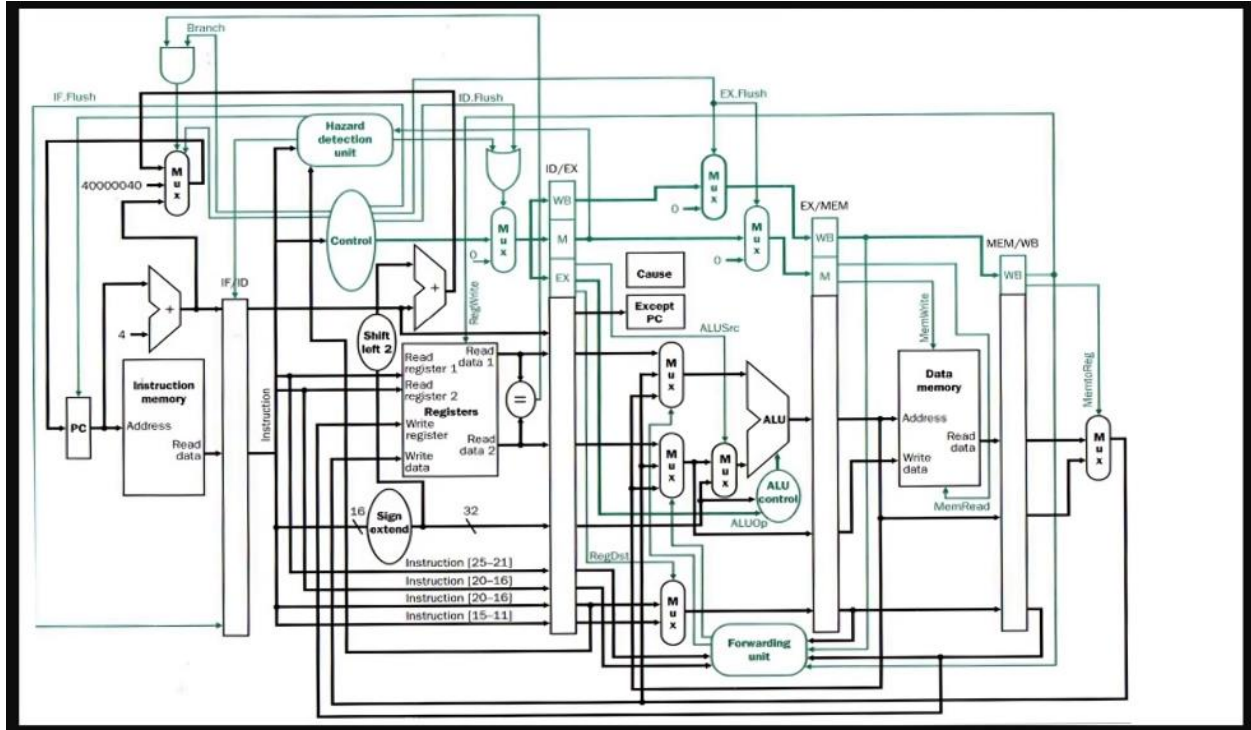 Branch
IF.Flush
ID.Flush
EX.Flush
Hazard
detection
unit
M
u
x
40000040
ID/EX
WB
M
EX
Control
M
u
x
0
M
u
x
0
M
u
x
0
EX/MEM
WB
M
MEM/WB
WB
IF/ID
+
4
+
Shift
left 2
RegWrite
Cause
Except
PC
ALUSrc
MemWrite
MemtoReg
Instruction
memory
Address
Read
data
PC
Instruction
Read
register 1
Read
data 1
Read
register 2
Registers
Write
register
Read
data 2
Write
data
=
M
u
x
M
u
x
M
u
x
ALU
ALU
control
ALUOp
Data
memory
Address
Read
data
Write
data
MemRead
M
u
x
16
Sign
extend
32
Instruction [25–21]
Instruction [20–16]
Instruction [20–16]
Instruction [15–11]
RegDst
M
u
x
Forwarding
unit